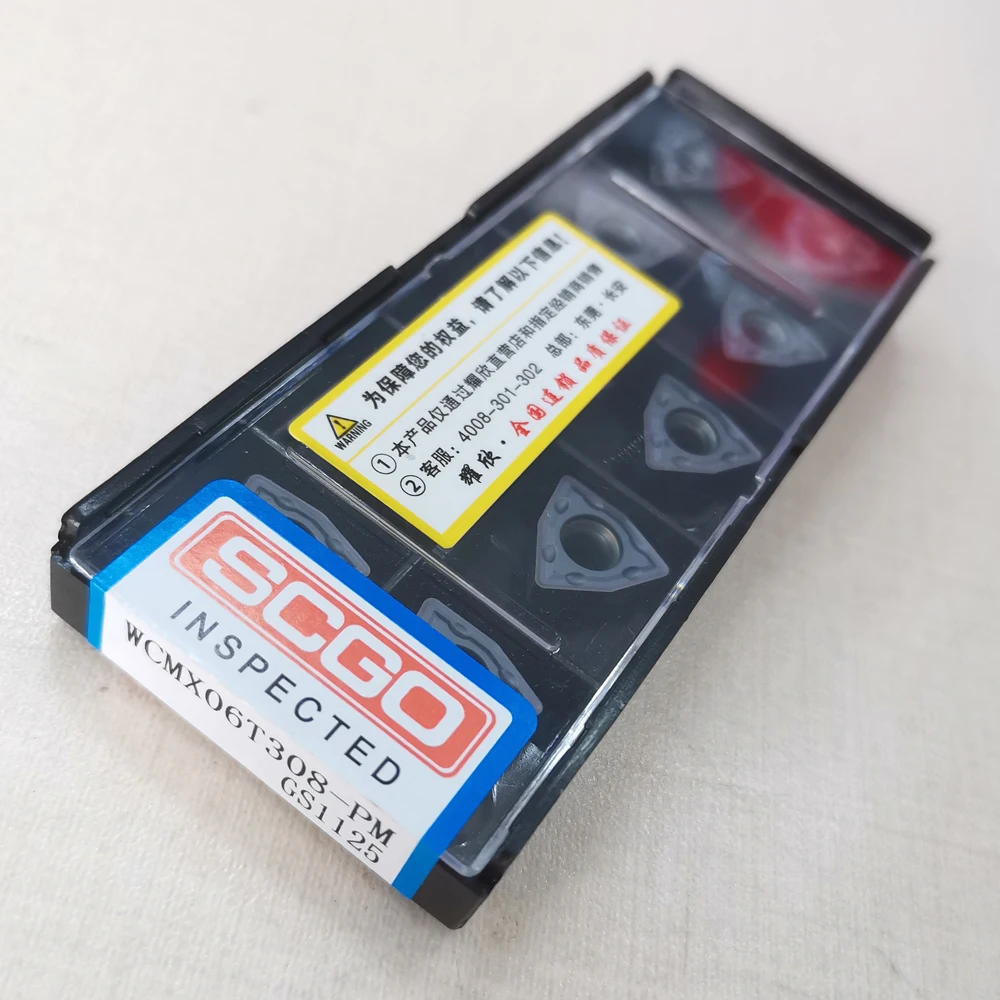 WARNING
为保障您的权益，请了解以下信息！
①本产品仅通过耀欣直营店和指定经销商销售
②客服：4008-301-302 总部：东莞·长安
耀欣·全国连锁 品质保证
SCGO
INSPECTED
WCMX06T308-PM
GS1125